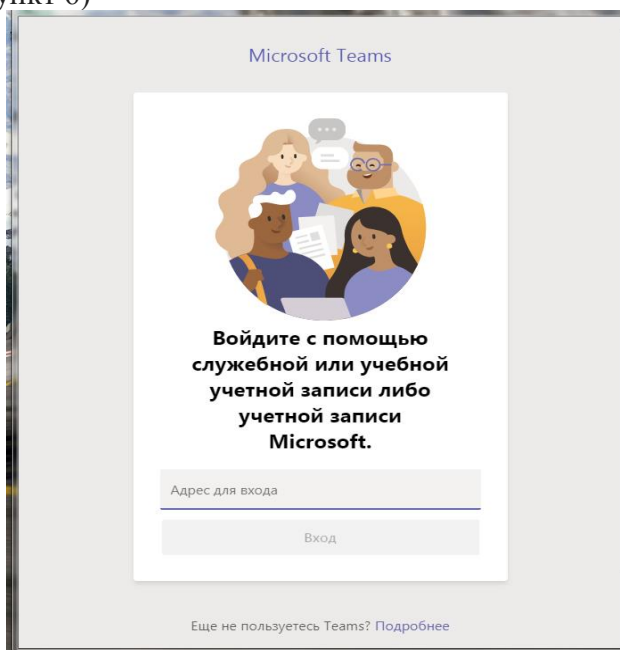 Microsoft Teams
Войдите с помощью
служебной или учебной
учетной записи либо
учетной записи
Microsoft.
Адрес для входа
Вход
Еще не пользуетесь Teams? Подробнее